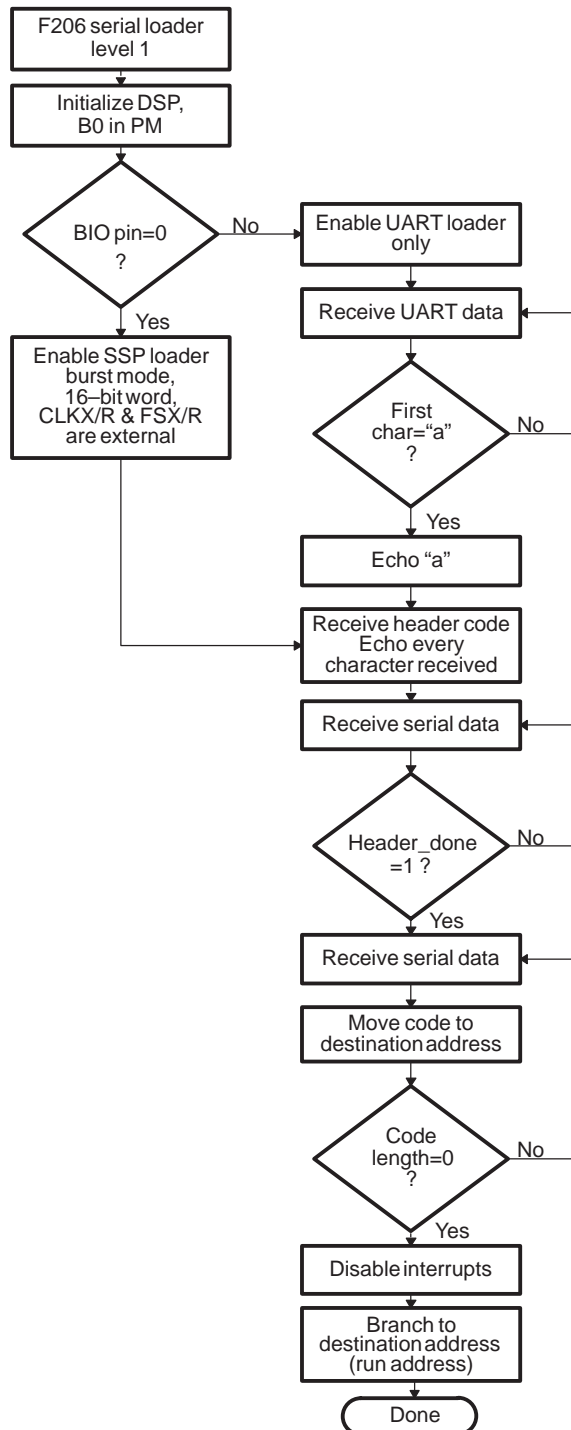 F206 serial loader
level 1
Initialize DSP,
B0 in PM
BIO pin=0
?
No
Yes
Enable SSP loader
burst mode,
16–bit word,
CLKX/R & FSX/R
are external
Enable UART loader
only
Receive UART data
First
char=“a”
?
No
Yes
Echo “a”
Receive header code
Echo every
character received
Receive serial data
Header_done
=1 ?
No
Yes
Receive serial data
Move code to
destination address
Code
length=0
?
No
Yes
Disable interrupts
Branch to
destination address
(run address)
Done